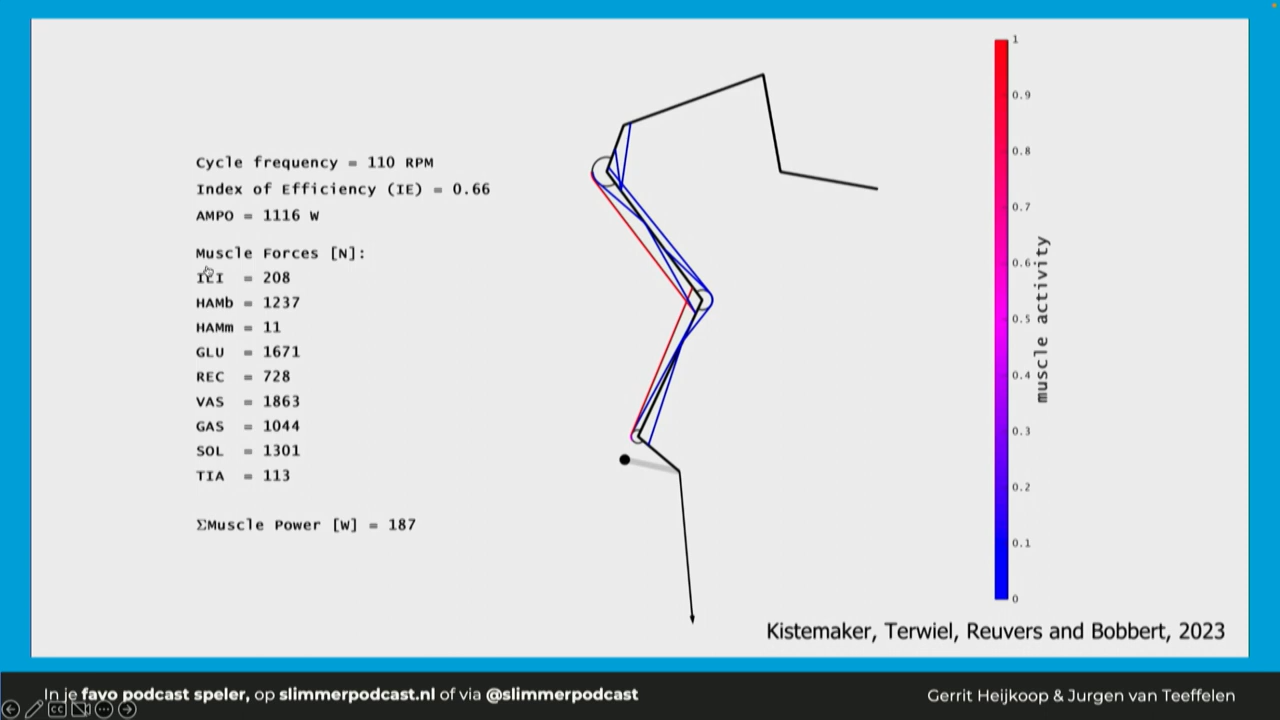 Cycle frequency = 110 RPM
Index of Efficiency (IE) = 0.66
AMPO = 1116 W
Muscle Forces [N]:
ILI = 208
HAMb = 1237
HAMm = 11
GLU = 1671
REC = 728
VAS = 1863
GAS = 1044
SOL = 1301
TIA = 113
ΣMuscle Power [W] = 187
1
0.9
0.8
0.7
0.6
0.5
0.4
0.3
0.2
0.1
0
muscle activity
Kistemaker, Terwiel, Reuvers and Bobbert, 2023
In je favo podcast speler, op slimmerpodcast.nl of via @slimmerpodcast
Gerrit Heijkoop & Jurgen van Teeffelen
CC